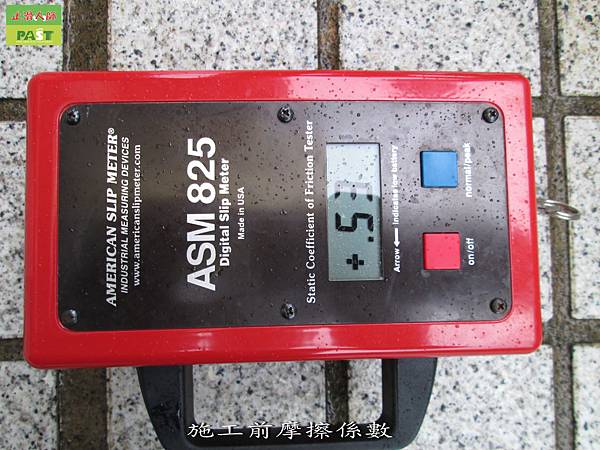 止滑大師
PAST
AMERICAN SLIP METER®
INDUSTRIAL MEASURING DEVICES
www.americanslipmeter.com
ASM 825
Digital Slip Meter
Made in USA
Static Coefficient of Friction Tester
+.53
Arrow ← Indicates low battery
on/off
normal/peak
施工前摩擦係數